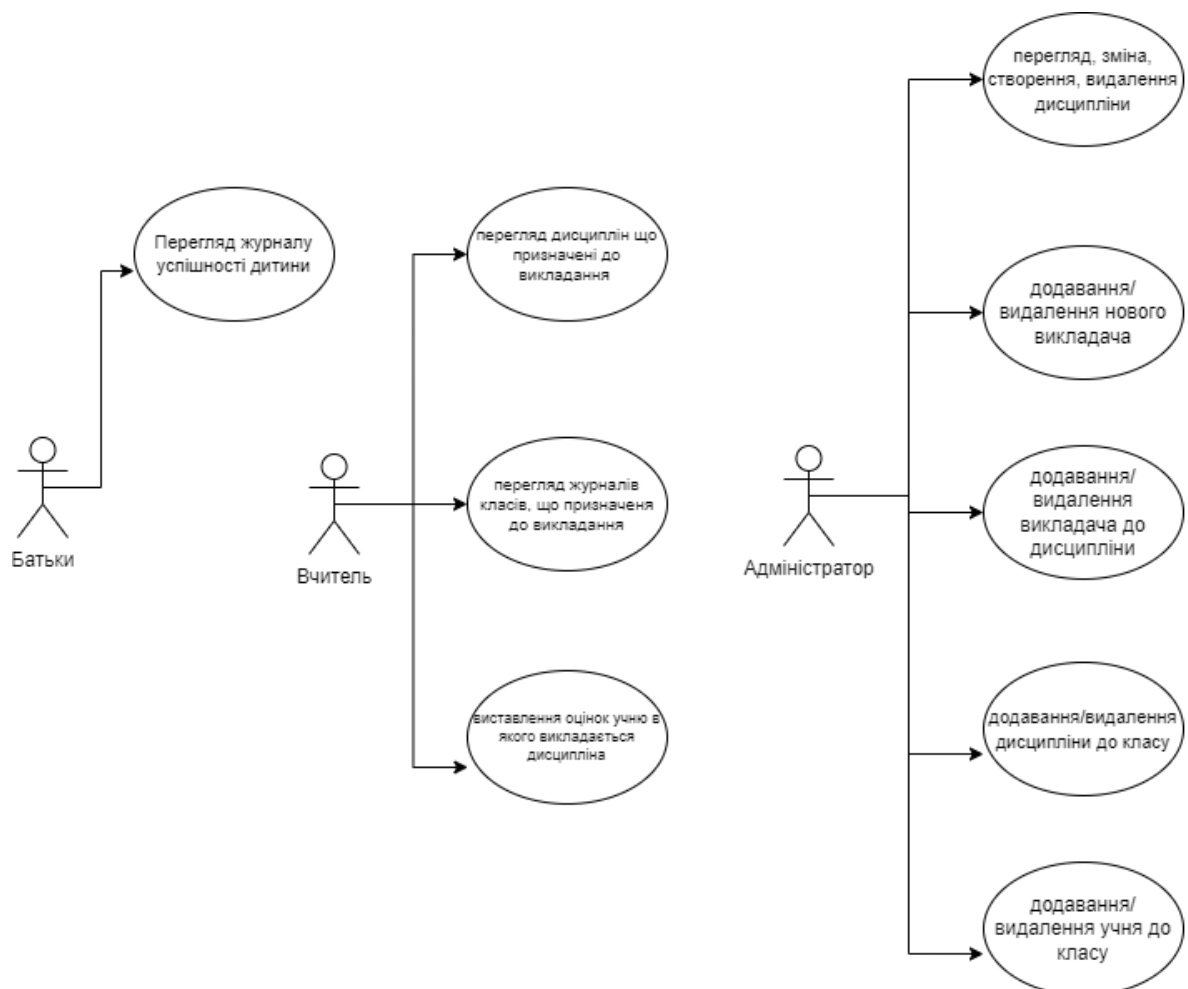 Перегляд журналу
успішності дитини
Батьки
перегляд дисциплін що
призначені до
викладання
перегляд журналів
класів, що призначеня
до викладання
виставлення оцінок учню в
якого викладається
дисципліна
Вчитель
перегляд, зміна,
створення, видалення
дисципліни
додавання/
видалення нового
викладача
додавання/
видалення
викладача до
дисципліни
додавання/видалення
дисципліни до класу
додавання/
видалення учня до
класу
Адміністратор